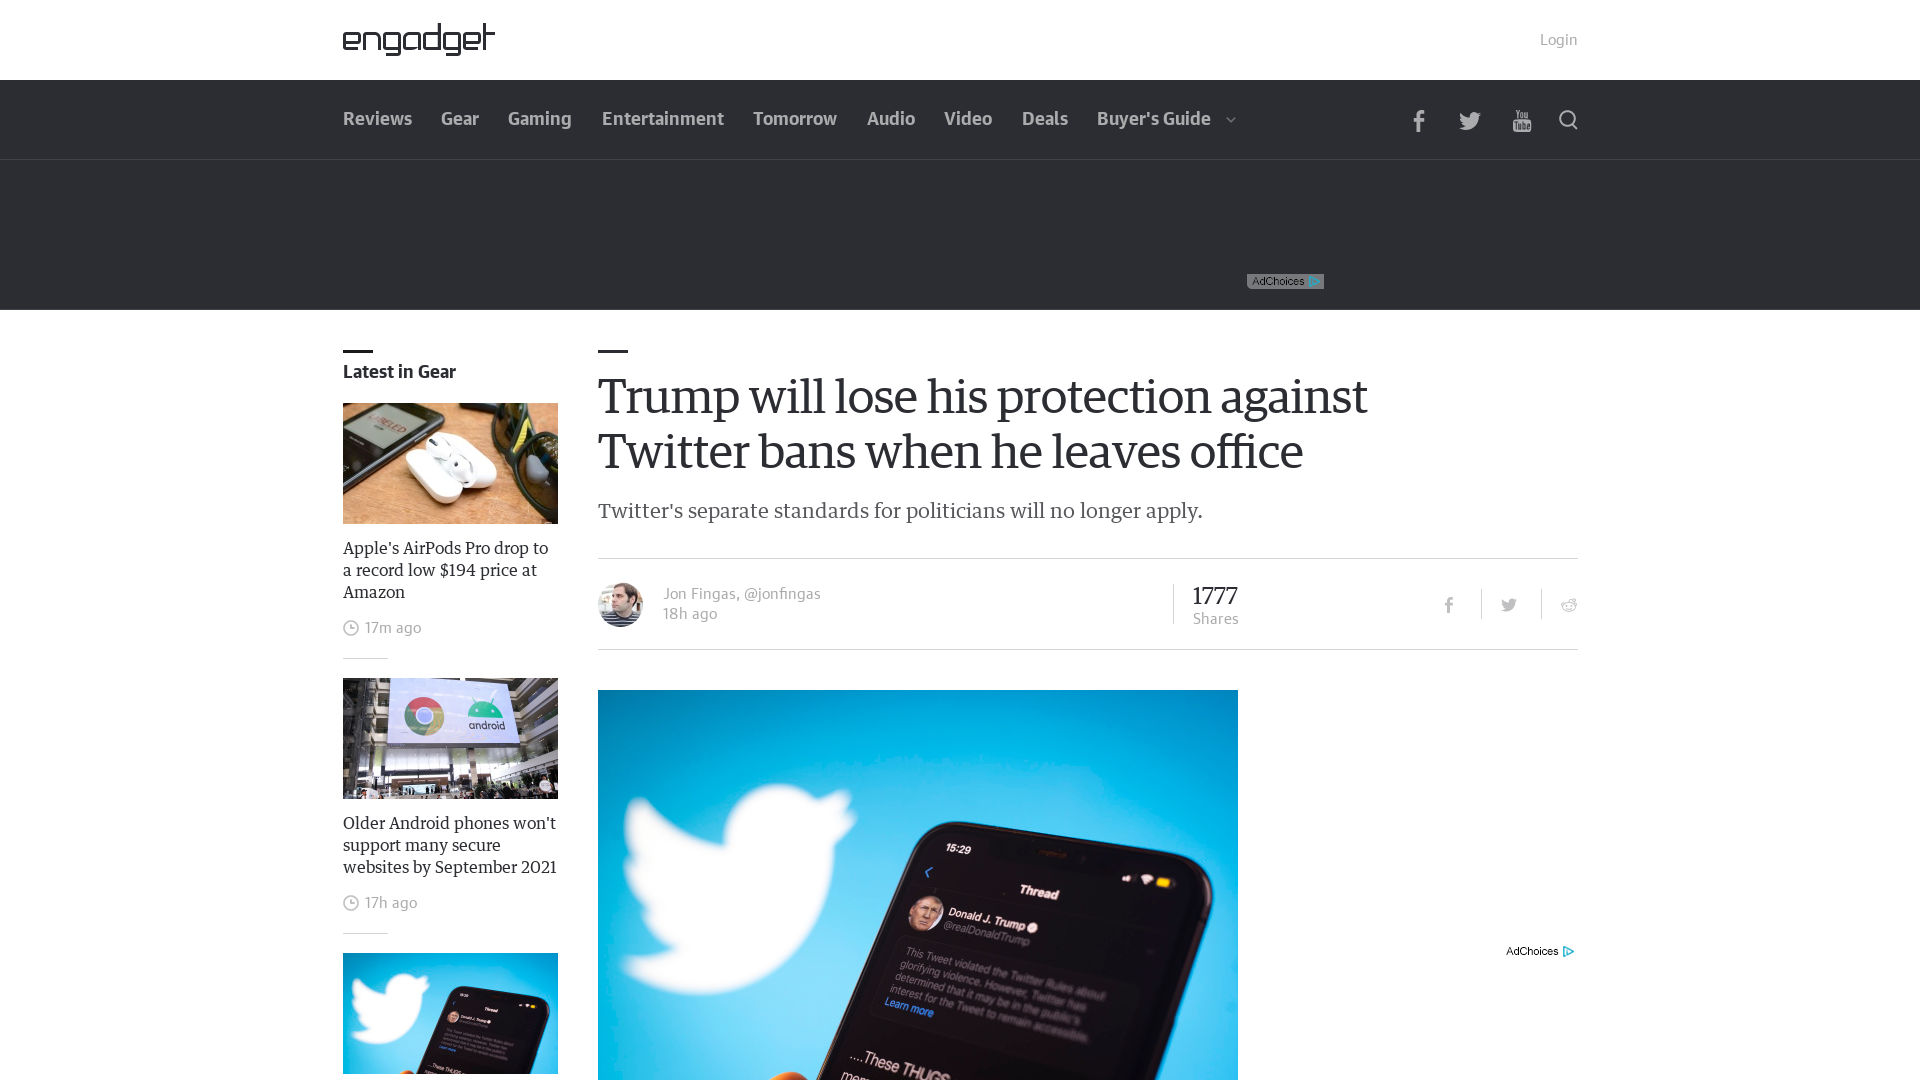 engadget
Login
Reviews
Gear
Gaming
Entertainment
Tomorrow
Audio
Video
Deals
Buyer's Guide
You
Tube
AdChoices
Latest in Gear
Apple's AirPods Pro drop to
a record low $194 price at
Amazon
17m ago
android
Older Android phones won't
support many secure
websites by September 2021
17h ago
Trump will lose his protection against
Twitter bans when he leaves office
Twitter's separate standards for politicians will no longer apply.
Jon Fingas, @jonfingas
18h ago
1777
Shares
15:29
Thread
Donald J. Trump
@realDonaldTrump
This Tweet violated the Twitter Rules about
glorifying violence. However, Twitter has
determined that it may be in the public's
interest for the Tweet to remain accessible.
Learn more
....These THUGS
AdChoices